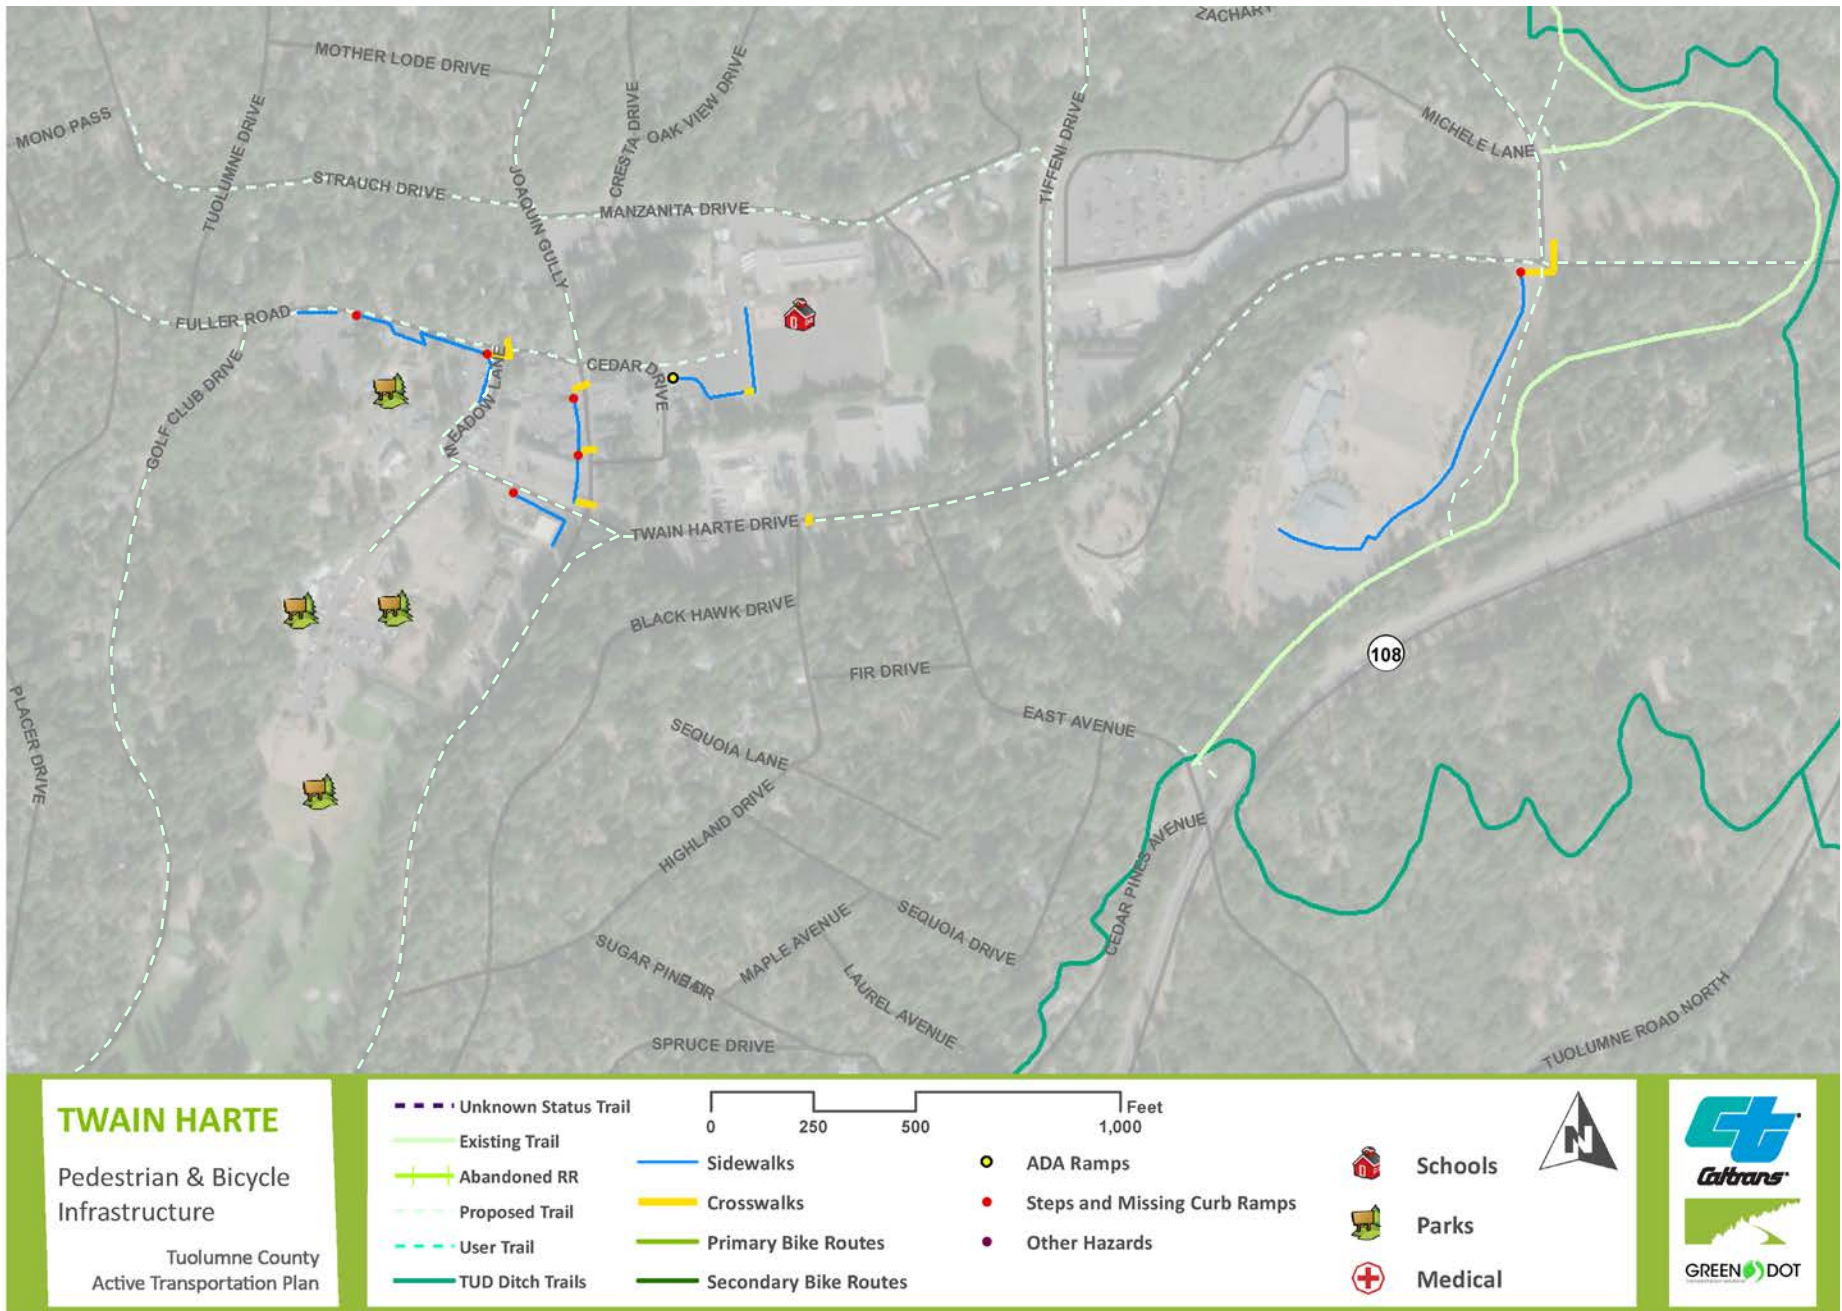 ZACHARY
MOTHER LODE DRIVE
OAK VIEW DRIVE
CRESTA DRIVE
TUOLUMNE DRIVE
MONO PASS
TIFFENI DRIVE
MICHELE LANE
STRAUCH DRIVE
JOAQUIN GULLY
MANZANITA DRIVE
FULLER ROAD
GOLF CLUB DRIVE
MEADOW LANE
CEDAR DRIVE
DRIVE
TWAIN HARTE DRIVE
BLACK HAWK DRIVE
FIR DRIVE
108
EAST AVENUE
PLACER DRIVE
SEQUOIA LANE
HIGHLAND DRIVE
CEDAR PINES AVENUE
SEQUOIA DRIVE
MAPLE AVENUE
SUGAR PINE
LAUREL AVENUE
SPRUCE DRIVE
TUOLUMNE ROAD NORTH
TWAIN HARTE
Pedestrian & Bicycle
Infrastructure
Tuolumne County
Active Transportation Plan
Unknown Status Trail
Existing Trail
Abandoned RR
Proposed Trail
User Trail
TUD Ditch Trails
Feet
0 250 500 1,000
Sidewalks
Crosswalks
Primary Bike Routes
Secondary Bike Routes
ADA Ramps
Steps and Missing Curb Ramps
Other Hazards
Schools
Parks
Medical
N
Caltrans
GREEN DOT